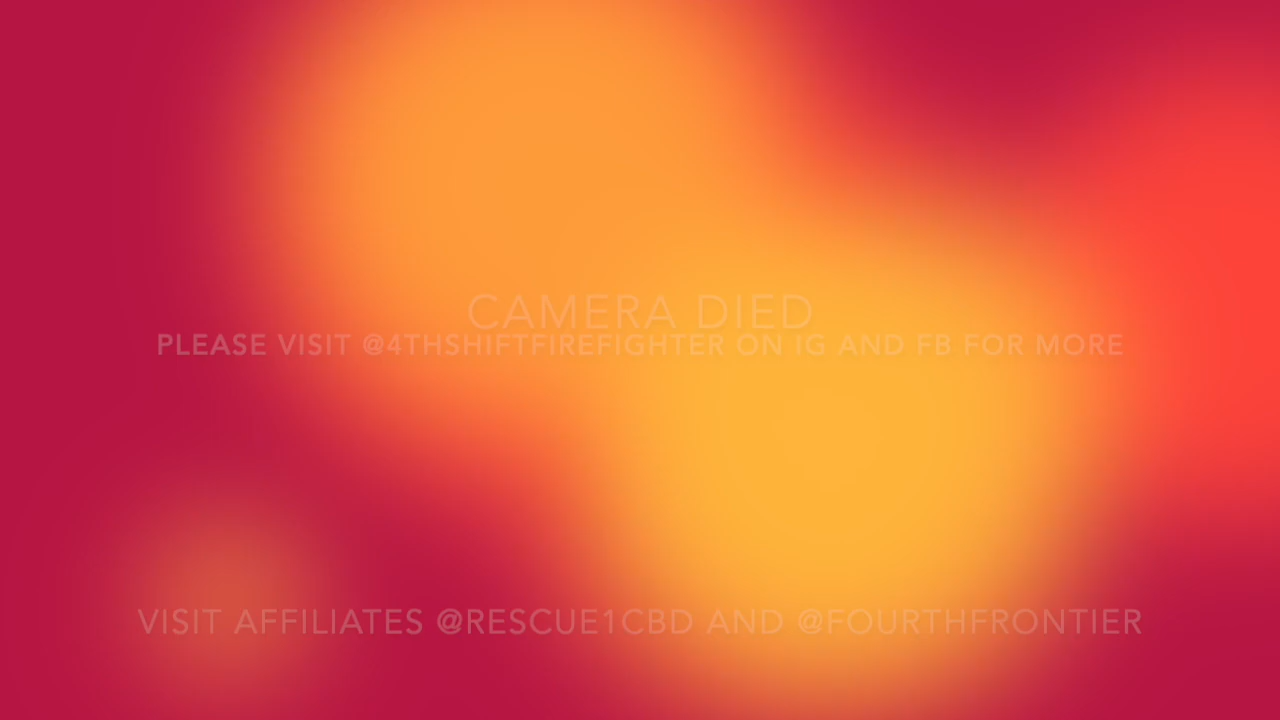 CAMERA DIED
PLEASE VISIT @4THSHIFTFIREFIGHTER ON IG AND FB FOR MORE
VISIT AFFILIATES @RESCUE1CBD AND @FOURTHFRONTIER